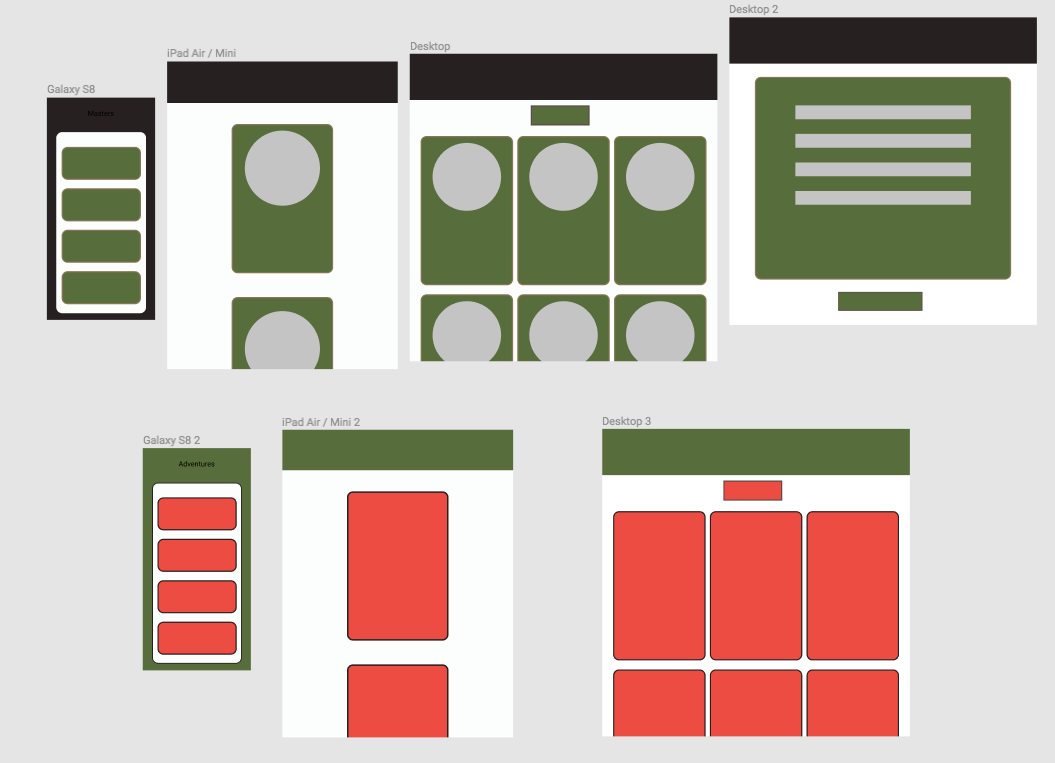 Desktop 2
Desktop
iPad Air / Mini
Galaxy S8
Masters
Desktop 3
iPad Air / Mini 2
Galaxy S8 2
Adventures